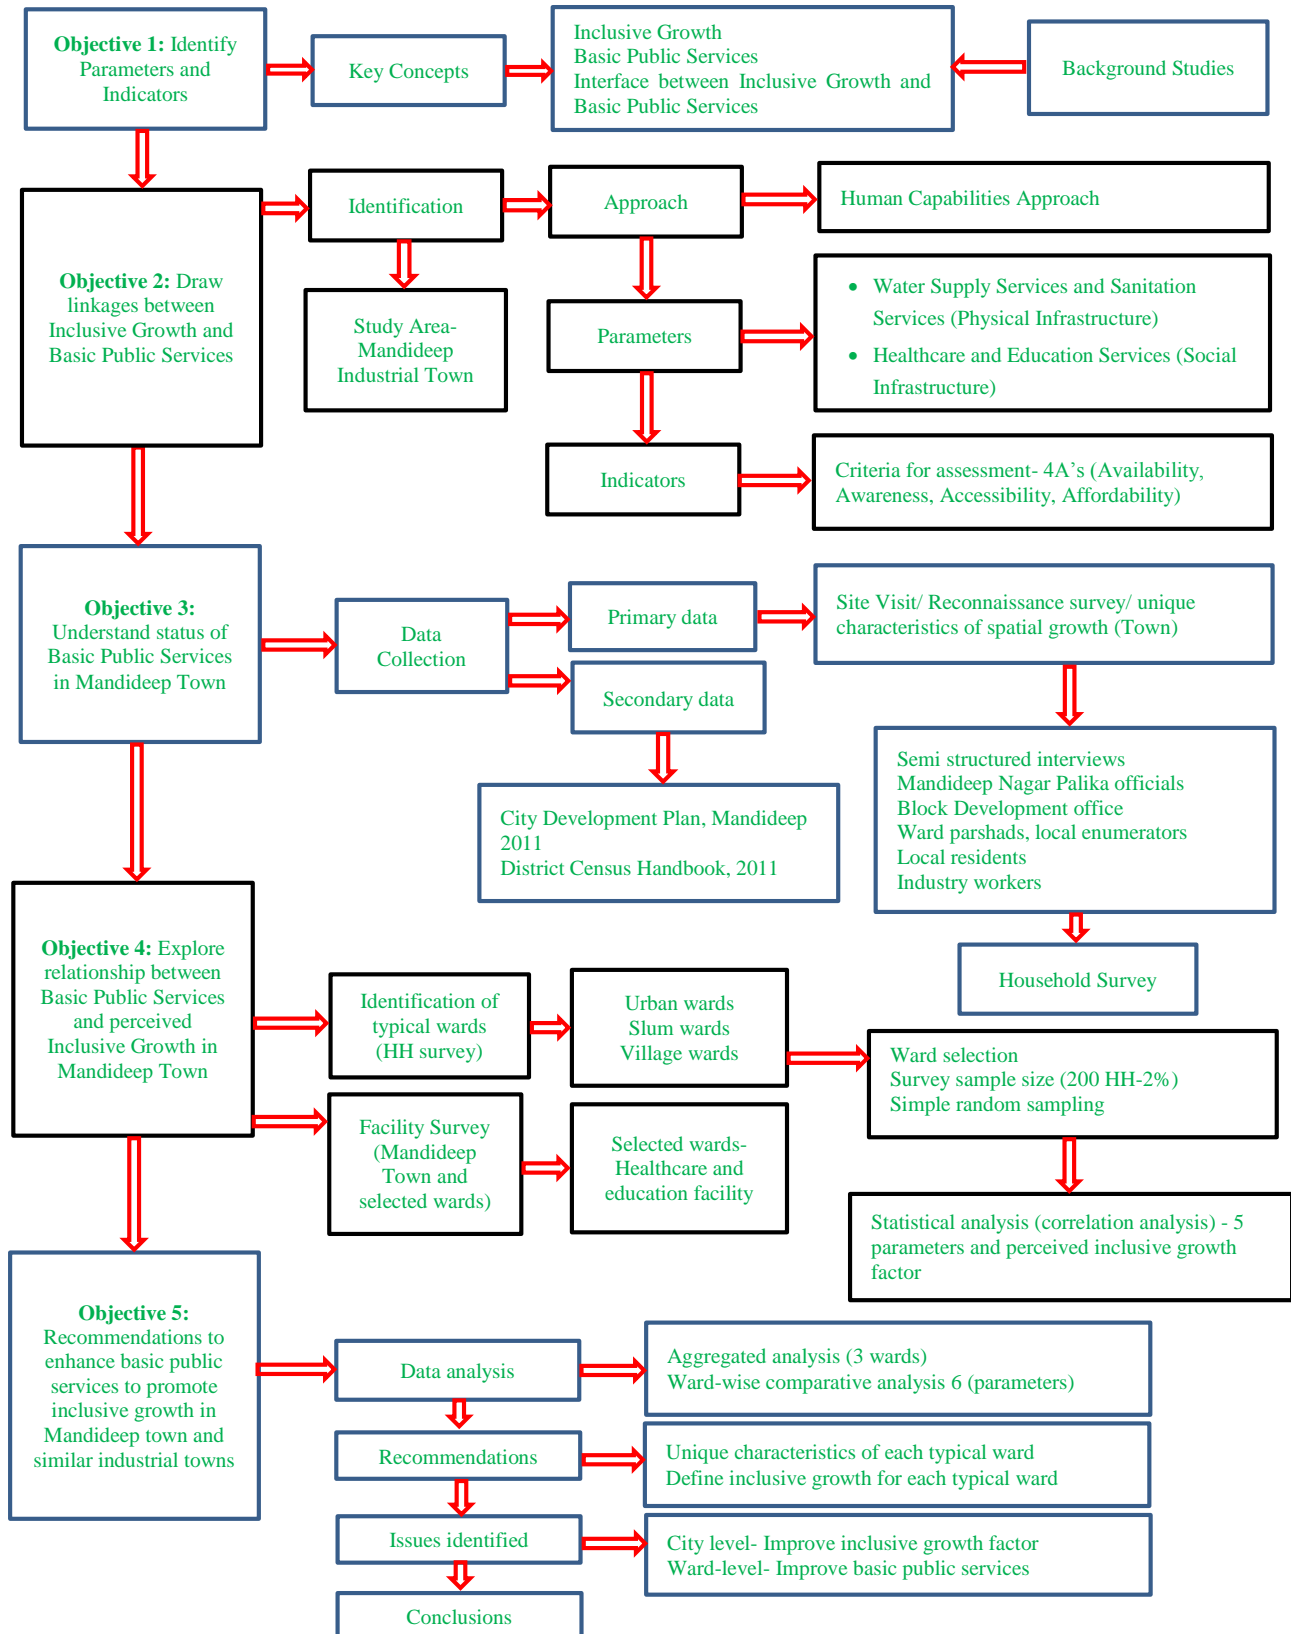 Objective 1: Identify
Parameters and
Indicators
Key Concepts
Inclusive Growth
Basic Public Services
Interface between Inclusive Growth and
Basic Public Services
Background Studies
Objective 2: Draw
linkages between
Inclusive Growth and
Basic Public Services
Identification
Approach
Human Capabilities Approach
Study Area-
Mandideep
Industrial Town
Parameters
• Water Supply Services and Sanitation
Services (Physical Infrastructure)
• Healthcare and Education Services (Social
Infrastructure)
Indicators
Criteria for assessment- 4A's (Availability,
Awareness, Accessibility, Affordability)
Objective 3:
Understand status of
Basic Public Services
in Mandideep Town
Data
Collection
Primary data
Site Visit/ Reconnaissance survey/ unique
characteristics of spatial growth (Town)
Secondary data
City Development Plan, Mandideep
2011
District Census Handbook, 2011
Semi structured interviews
Mandideep Nagar Palika officials
Block Development office
Ward parshads, local enumerators
Local residents
Industry workers
Household Survey
Objective 4: Explore
relationship between
Basic Public Services
and perceived
Inclusive Growth in
Mandideep Town
Identification of
typical wards
(HH survey)
Urban wards
Slum wards
Village wards
Ward selection
Survey sample size (200 HH-2%)
Simple random sampling
Facility Survey
(Mandideep
Town and
selected wards)
Selected wards-
Healthcare and
education facility
Statistical analysis (correlation analysis) - 5
parameters and perceived inclusive growth
factor
Objective 5:
Recommendations to
enhance basic public
services to promote
inclusive growth in
Mandideep town and
similar industrial towns
Data analysis
Aggregated analysis (3 wards)
Ward-wise comparative analysis 6 (parameters)
Recommendations
Unique characteristics of each typical ward
Define inclusive growth for each typical ward
Issues identified
City level- Improve inclusive growth factor
Ward-level- Improve basic public services
Conclusions